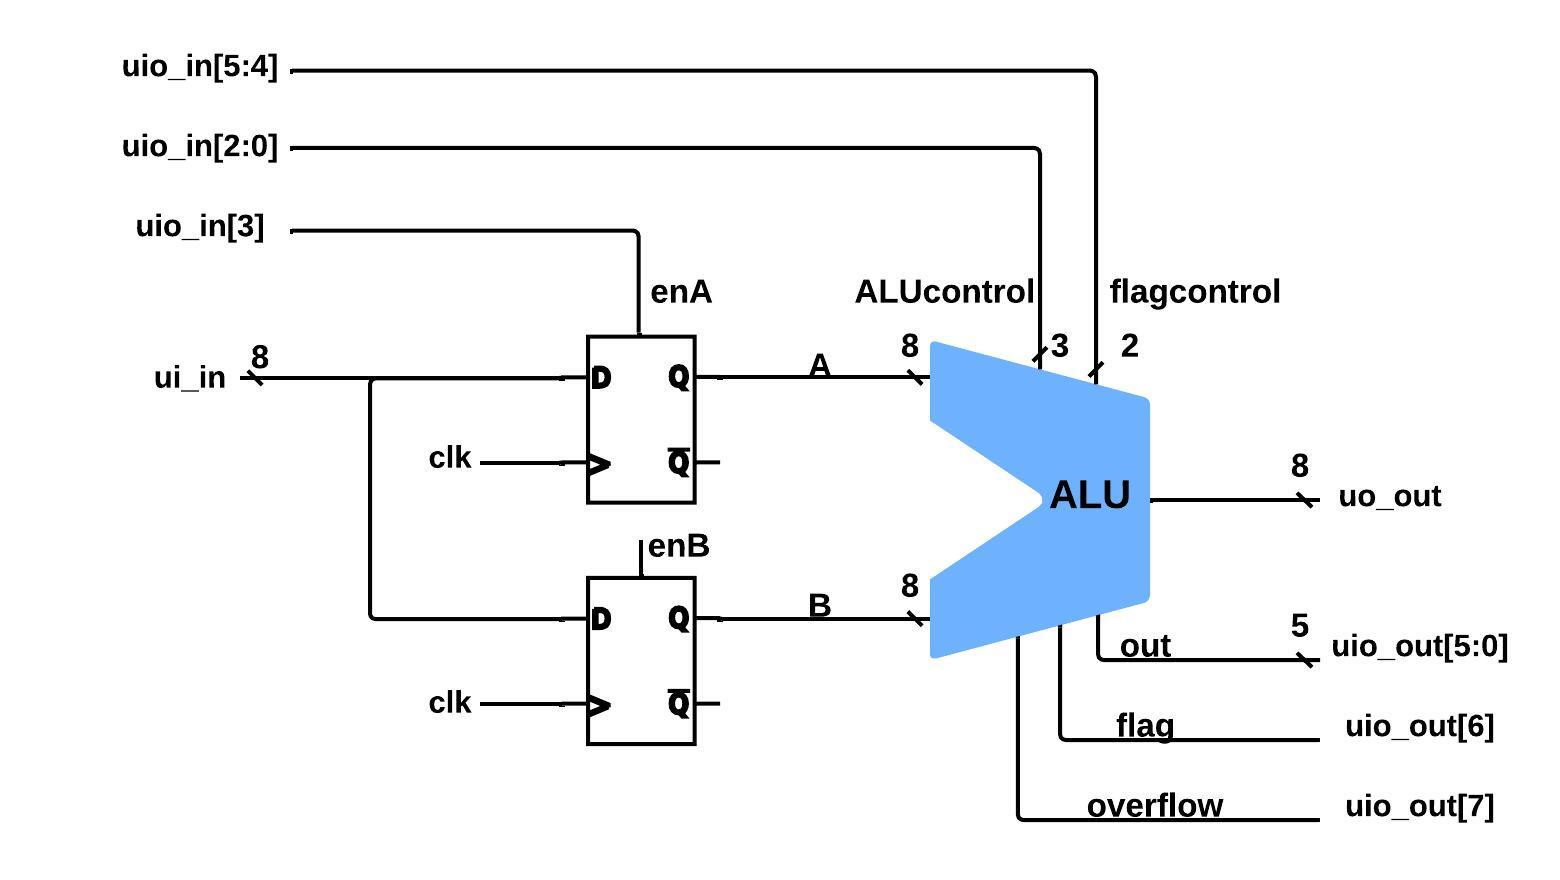 uio_in[5:4]
uio_in[2:0]
uio_in[3]
enA
ALUcontrol
flagcontrol
3
2
ui_in
8
D
Q
A
8
clk
>
Q̅
ALU
8
uo_out
enB
D
Q
B
8
clk
>
Q̅
out
5
uio_out[5:0]
flag
uio_out[6]
overflow
uio_out[7]